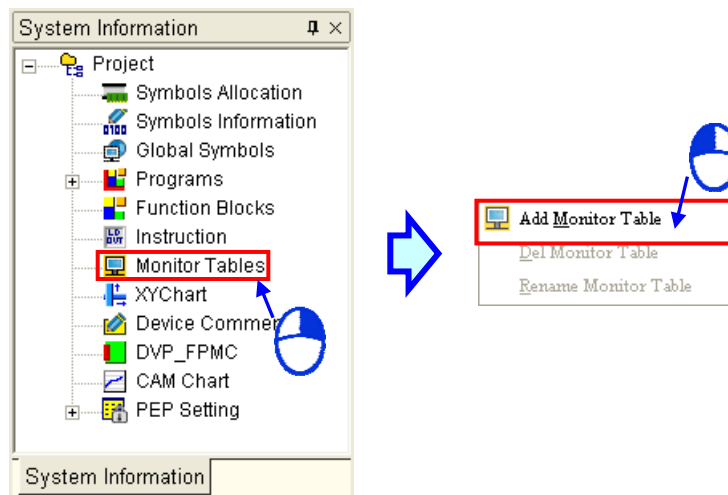 System Information
Project
Symbols Allocation
Symbols Information
Global Symbols
Programs
Function Blocks
Instruction
Monitor Tables
XYChart
Device Commen
DVP_FPMC
CAM Chart
PEP Setting
System Information
Add Monitor Table
Del Monitor Table
Rename Monitor Table